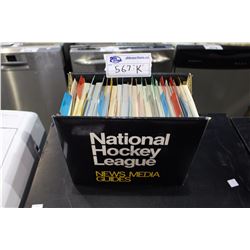 567-K
National
Hockey
League
NEWS MEDIA
GUIDES